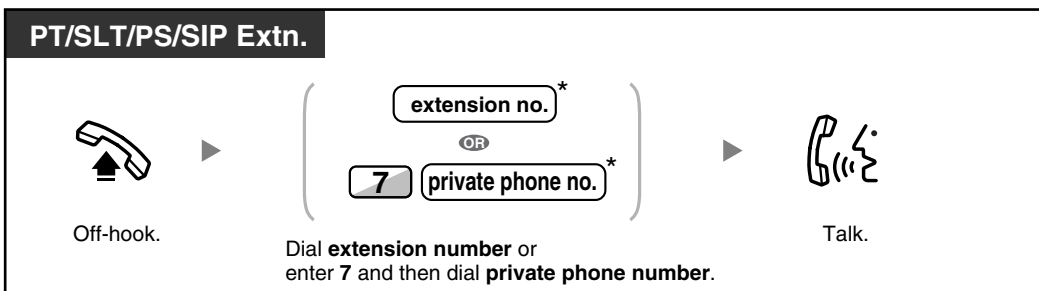 PT/SLT/PS/SIP Extn.
extension no.*
OR
7 private phone no.*
Off-hook.
Dial extension number or
enter 7 and then dial private phone number.
Talk.